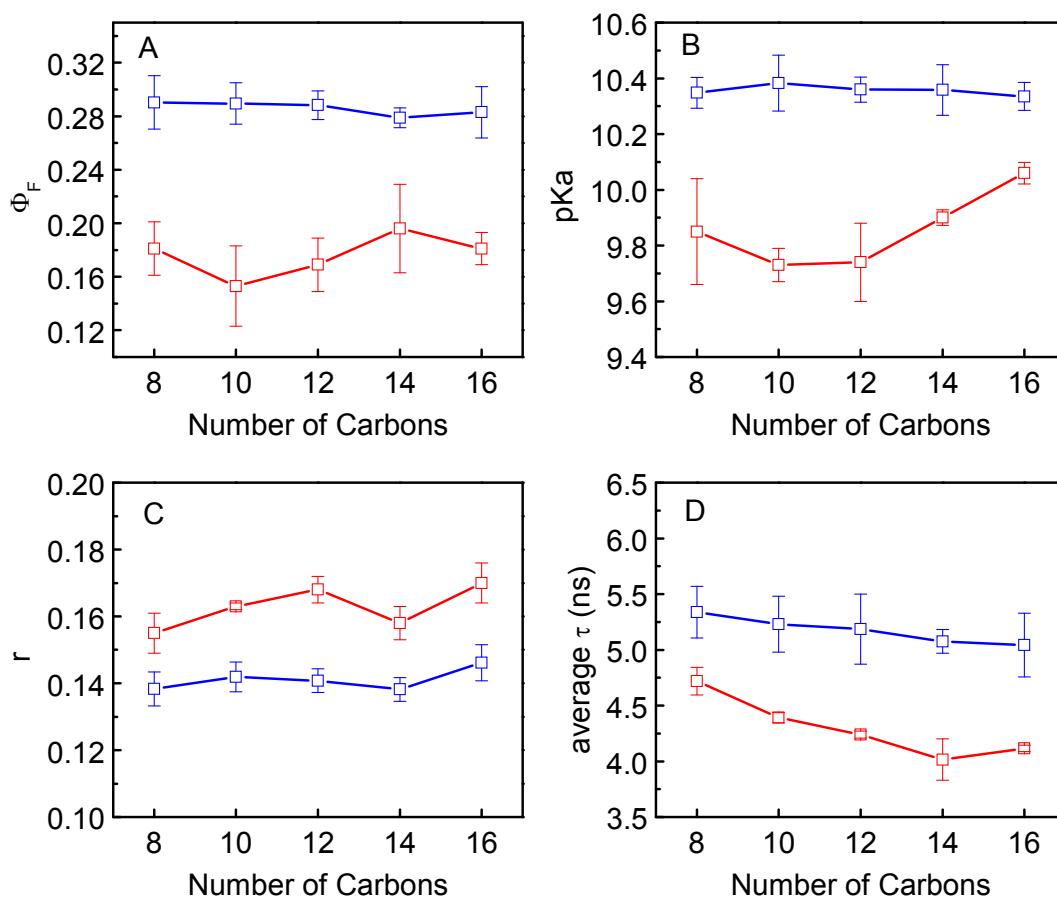 A
0.32
0.28
0.24
0.20
0.16
0.12
Φ_F
8 10 12 14 16
Number of Carbons
B
10.6
10.4
10.2
10.0
9.8
9.6
9.4
pKa
8 10 12 14 16
Number of Carbons
C
0.20
0.18
0.16
0.14
0.12
0.10
r
8 10 12 14 16
Number of Carbons
D
6.5
6.0
5.5
5.0
4.5
4.0
3.5
average τ (ns)
8 10 12 14 16
Number of Carbons